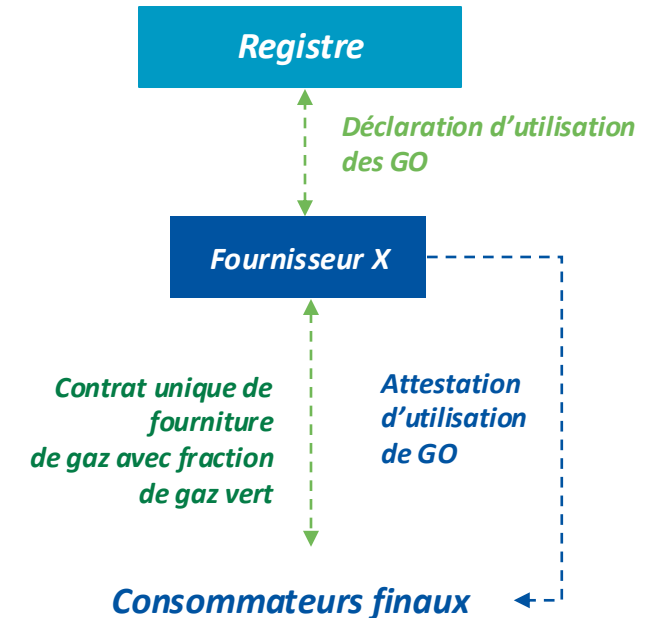 Registre
Déclaration d’utilisation
des GO
Fournisseur X
Contrat unique de
fourniture
de gaz avec fraction
de gaz vert
Attestation
d’utilisation
de GO
Consommateurs finaux